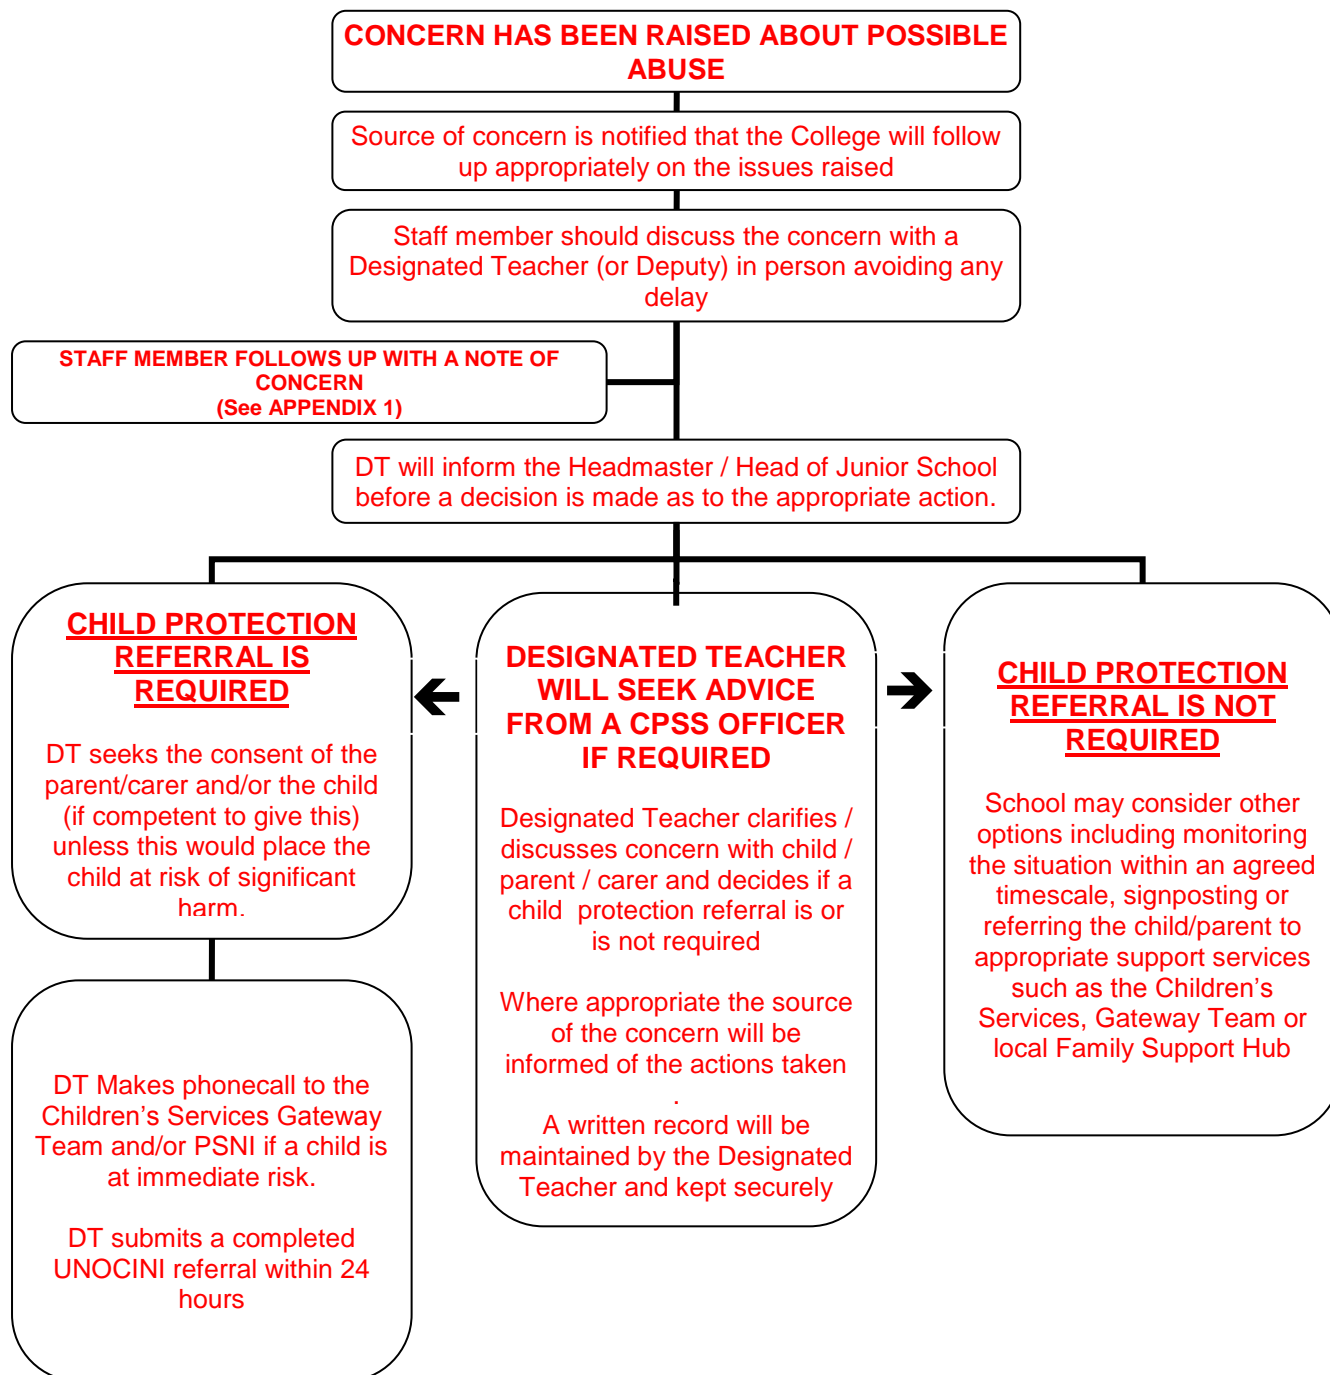 CONCERN HAS BEEN RAISED ABOUT POSSIBLE
ABUSE
Source of concern is notified that the College will follow
up appropriately on the issues raised
Staff member should discuss the concern with a
Designated Teacher (or Deputy) in person avoiding any
delay
STAFF MEMBER FOLLOWS UP WITH A NOTE OF
CONCERN
(See APPENDIX 1)
DT will inform the Headmaster / Head of Junior School
before a decision is made as to the appropriate action.
CHILD PROTECTION
REFERRAL IS
REQUIRED
DT seeks the consent of the
parent/carer and/or the child
(if competent to give this)
unless this would place the
child at risk of significant
harm.
DT Makes phonecall to the
Children’s Services Gateway
Team and/or PSNI if a child is
at immediate risk.
DT submits a completed
UNOCINI referral within 24
hours
DESIGNATED TEACHER
WILL SEEK ADVICE
FROM A CPSS OFFICER
IF REQUIRED
Designated Teacher clarifies /
discusses concern with child /
parent / carer and decides if a
child protection referral is or
is not required
Where appropriate the source
of the concern will be
informed of the actions taken
.
A written record will be
maintained by the Designated
Teacher and kept securely
CHILD PROTECTION
REFERRAL IS NOT
REQUIRED
School may consider other
options including monitoring
the situation within an agreed
timescale, signposting or
referring the child/parent to
appropriate support services
such as the Children’s
Services, Gateway Team or
local Family Support Hub